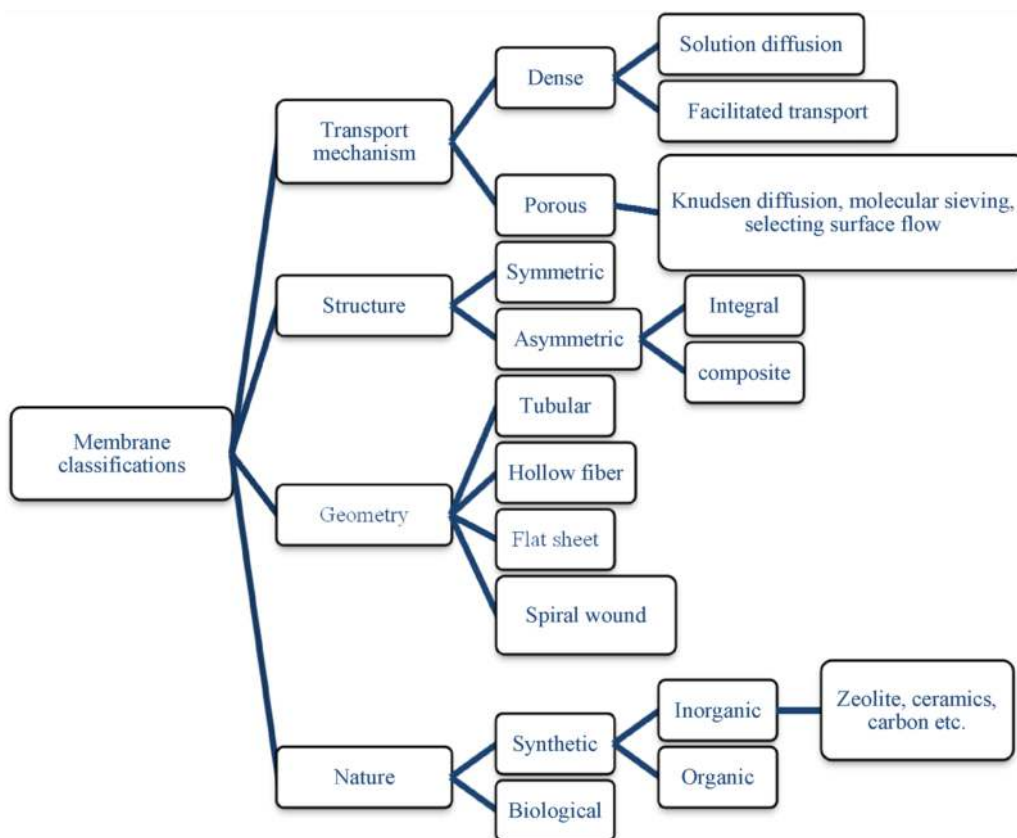 Solution diffusion
Dense
Facilitated transport
Transport
mechanism
Porous
Knudsen diffusion, molecular sieving,
selecting surface flow
Symmetric
Structure
Integral
Asymmetric
composite
Tubular
Membrane
classifications
Hollow fiber
Geometry
Flat sheet
Spiral wound
Inorganic
Zeolite, ceramics,
carbon etc.
Synthetic
Nature
Organic
Biological